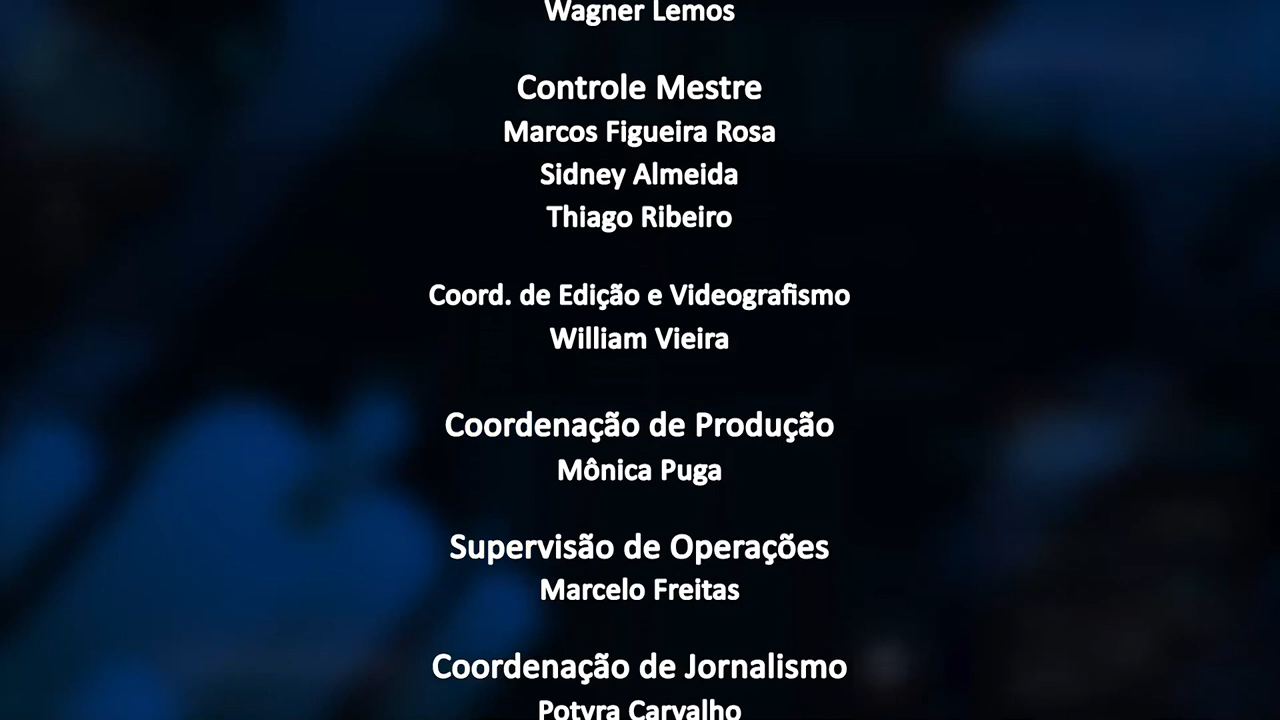 Wagner Lemos
Controle Mestre
Marcos Figueira Rosa
Sidney Almeida
Thiago Ribeiro
Coord. de Edição e Videografismo
William Vieira
Coordenação de Produção
Mônica Puga
Supervisão de Operações
Marcelo Freitas
Coordenação de Jornalismo
Potyra Carvalho